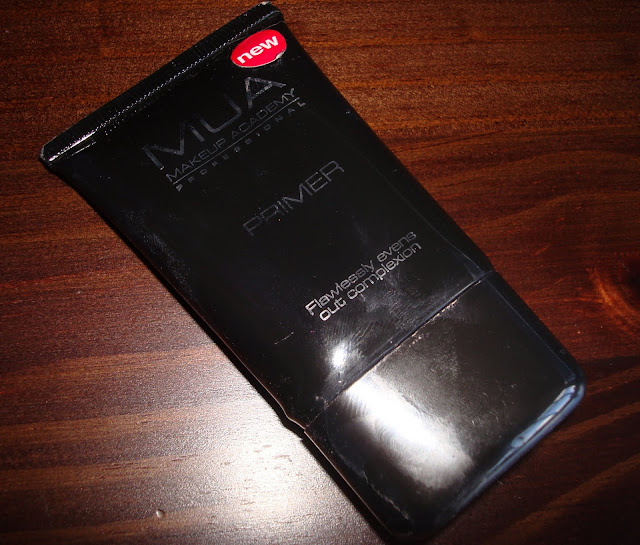 new
MUA
MAKEUP ACADEMY
PROFESSIONAL
PRIMER
Flawlessly evens
out complexion